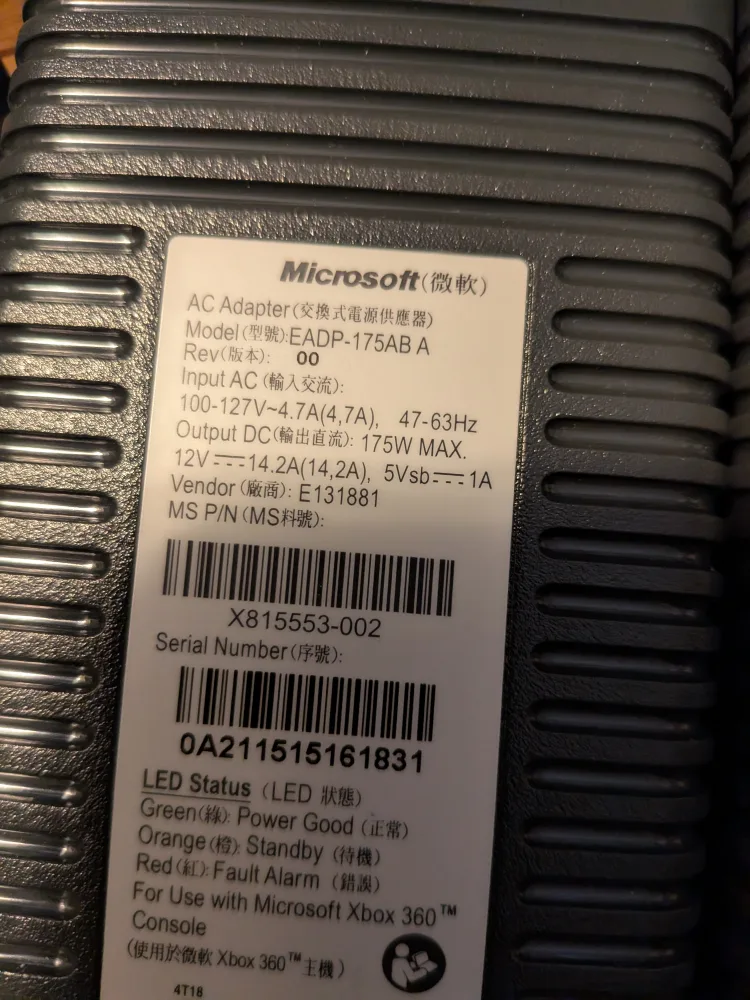 Microsoft(微軟)
AC Adapter(交換式電源供應器)
Model(型號):EADP-175AB A
Rev(版本): 00
Input AC(輸入交流):
100-127V~4.7A(4,7A), 47-63Hz
Output DC(輸出直流): 175W MAX.
12V⎓14.2A(14,2A), 5Vsb⎓1A
Vendor(廠商): E131881
MS P/N(MS料號):
X815553-002
Serial Number(序號):
0A211515161831
LED Status (LED 狀態)
Green(綠): Power Good (正常)
Orange(橙): Standby (待機)
Red(紅): Fault Alarm (錯誤)
For Use with Microsoft Xbox 360™
Console
(使用於微軟 Xbox 360™主機)
4T18